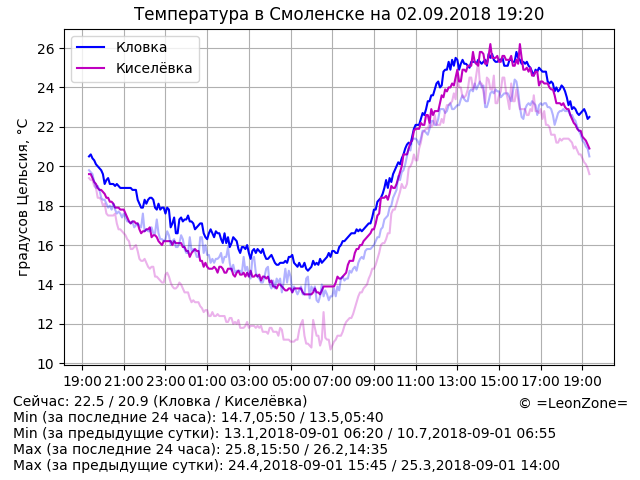 Температура в Смоленске на 02.09.2018 19:20
градусов Цельсия, °C
Кловка
Киселёвка
26
24
22
20
18
16
14
12
10
19:00 21:00 23:00 01:00 03:00 05:00 07:00 09:00 11:00 13:00 15:00 17:00 19:00
Сейчас: 22.5 / 20.9 (Кловка / Киселёвка)
© =LeonZone=
Min (за последние 24 часа): 14.7,05:50 / 13.5,05:40
Min (за предыдущие сутки): 13.1,2018-09-01 06:20 / 10.7,2018-09-01 06:55
Max (за последние 24 часа): 25.8,15:50 / 26.2,14:35
Max (за предыдущие сутки): 24.4,2018-09-01 15:45 / 25.3,2018-09-01 14:00